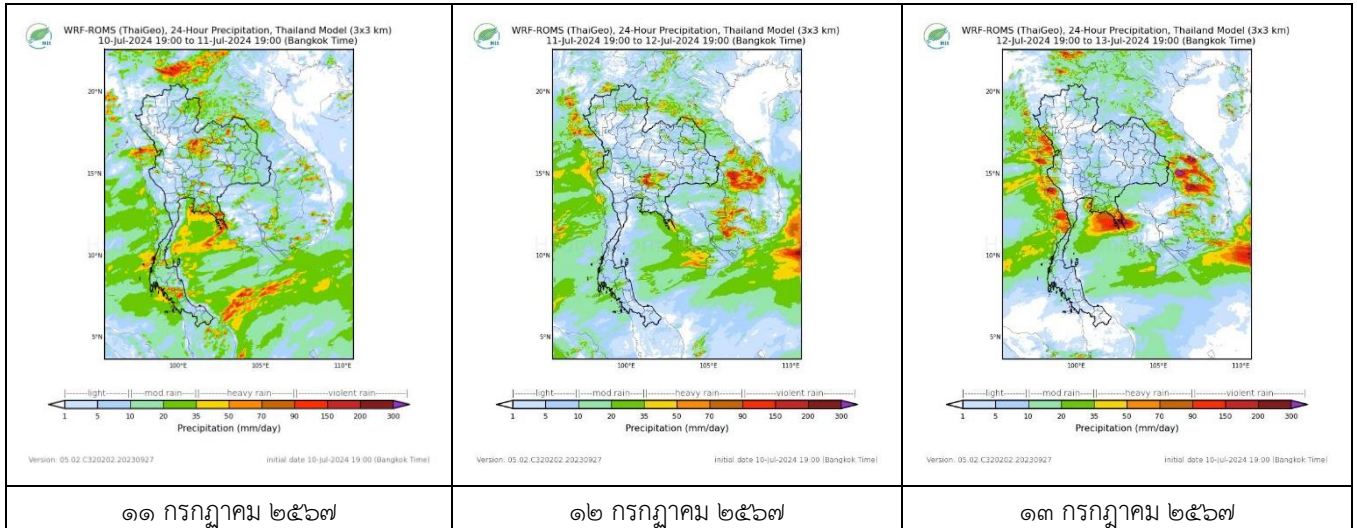 HII
WRF-ROMS (ThaiGeo), 24-Hour Precipitation, Thailand Model (3x3 km)
10-Jul-2024 19:00 to 11-Jul-2024 19:00 (Bangkok Time)
20°N
15°N
10°N
5°N
100°E 105°E 110°E
light mod rain heavy rain violent rain
1 5 10 20 35 50 70 90 150 200 300
Precipitation (mm/day)
Version: 05.02.C320202.20230927 initial date 10-Jul-2024 19:00 (Bangkok Time)
๑๑ กรกฎาคม ๒๕๖๗
HII
WRF-ROMS (ThaiGeo), 24-Hour Precipitation, Thailand Model (3x3 km)
11-Jul-2024 19:00 to 12-Jul-2024 19:00 (Bangkok Time)
20°N
15°N
10°N
5°N
100°E 105°E 110°E
light mod rain heavy rain violent rain
1 5 10 20 35 50 70 90 150 200 300
Precipitation (mm/day)
Version: 05.02.C320202.20230927 initial date 10-Jul-2024 19:00 (Bangkok Time)
๑๒ กรกฎาคม ๒๕๖๗
HII
WRF-ROMS (ThaiGeo), 24-Hour Precipitation, Thailand Model (3x3 km)
12-Jul-2024 19:00 to 13-Jul-2024 19:00 (Bangkok Time)
20°N
15°N
10°N
5°N
100°E 105°E 110°E
light mod rain heavy rain violent rain
1 5 10 20 35 50 70 90 150 200 300
Precipitation (mm/day)
Version: 05.02.C320202.20230927 initial date 10-Jul-2024 19:00 (Bangkok Time)
๑๓ กรกฎาคม ๒๕๖๗